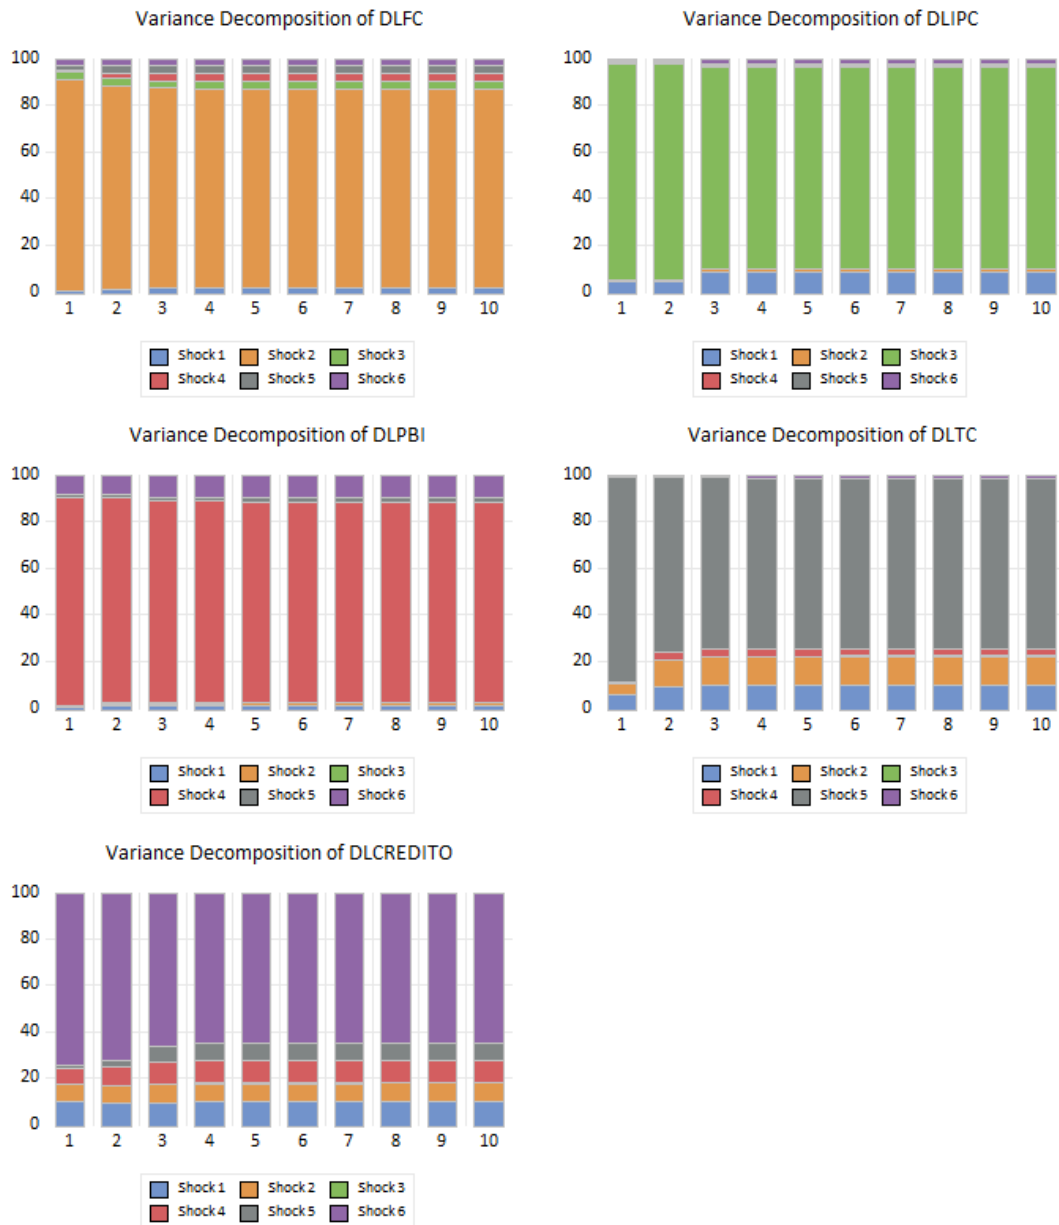 Variance Decomposition of DLFC
100
80
60
40
20
0
1 2 3 4 5 6 7 8 9 10
Shock 1 Shock 2 Shock 3
Shock 4 Shock 5 Shock 6
Variance Decomposition of DLIPC
100
80
60
40
20
0
1 2 3 4 5 6 7 8 9 10
Shock 1 Shock 2 Shock 3
Shock 4 Shock 5 Shock 6
Variance Decomposition of DLPBI
100
80
60
40
20
0
1 2 3 4 5 6 7 8 9 10
Shock 1 Shock 2 Shock 3
Shock 4 Shock 5 Shock 6
Variance Decomposition of DLTC
100
80
60
40
20
0
1 2 3 4 5 6 7 8 9 10
Shock 1 Shock 2 Shock 3
Shock 4 Shock 5 Shock 6
Variance Decomposition of DLCREDITO
100
80
60
40
20
0
1 2 3 4 5 6 7 8 9 10
Shock 1 Shock 2 Shock 3
Shock 4 Shock 5 Shock 6